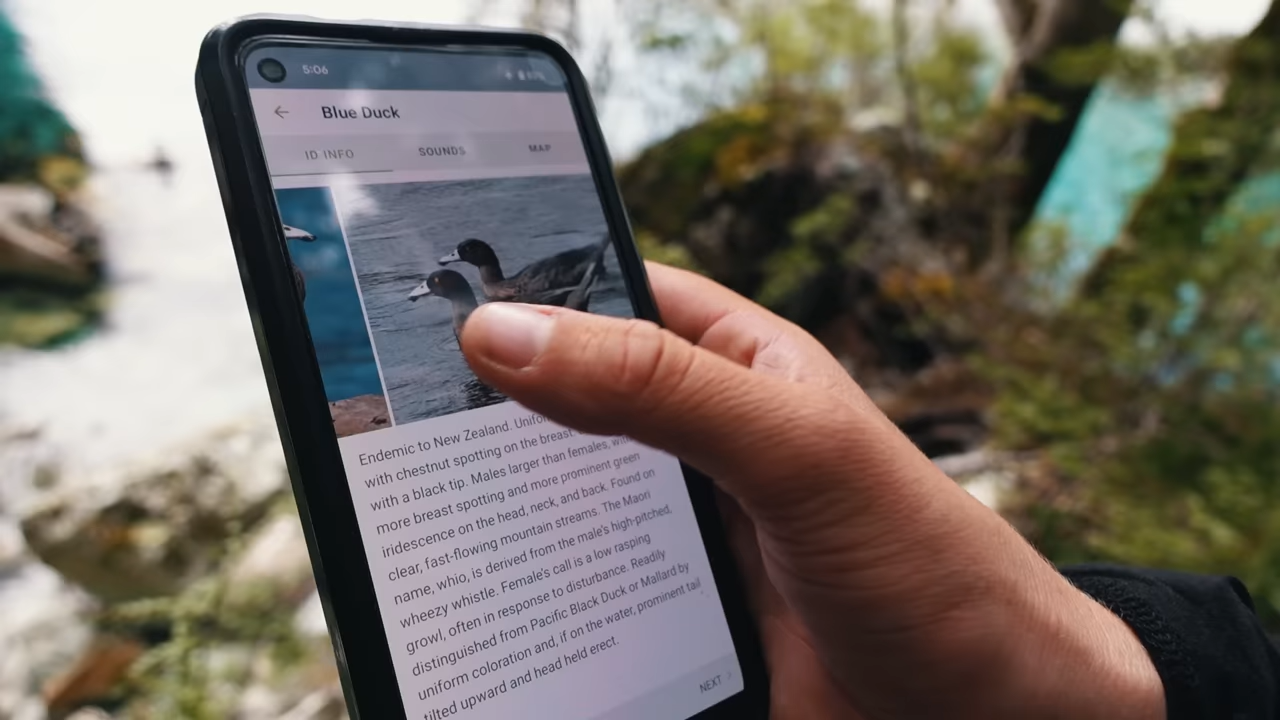 5:06
Blue Duck
ID INFO SOUNDS MAP
Endemic to New Zealand.
with chestnut spotting on the breast.
with a black tip. Males larger than females, with
more breast spotting and more prominent green
iridescence on the head, neck, and back. Found on
clear, fast-flowing mountain streams. The Maori
name, whio, is derived from the male's high-pitched,
wheezy whistle. Female's call is a low rasping
growl, often in response to disturbance. Readily
distinguished from Pacific Black Duck or Mallard by
uniform coloration and, if on the water, prominent tail
tilted upward and head held erect.
NEXT